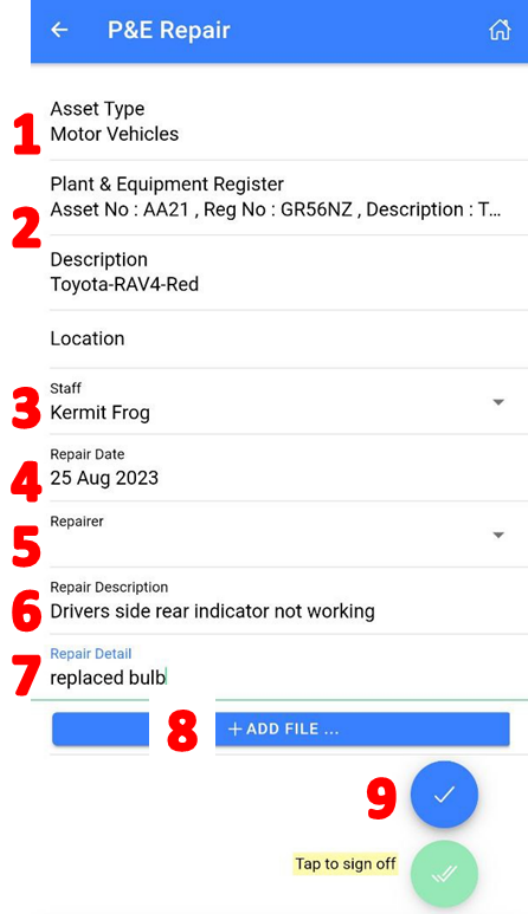 P&E Repair
1
Asset Type
Motor Vehicles
2
Plant & Equipment Register
Asset No : AA21 , Reg No : GR56NZ , Description : T...
Description
Toyota-RAV4-Red
Location
3
Staff
Kermit Frog
4
Repair Date
25 Aug 2023
5
Repairer
6
Repair Description
Drivers side rear indicator not working
7
Repair Detail
replaced bulb
8
+ ADD FILE ...
9
Tap to sign off